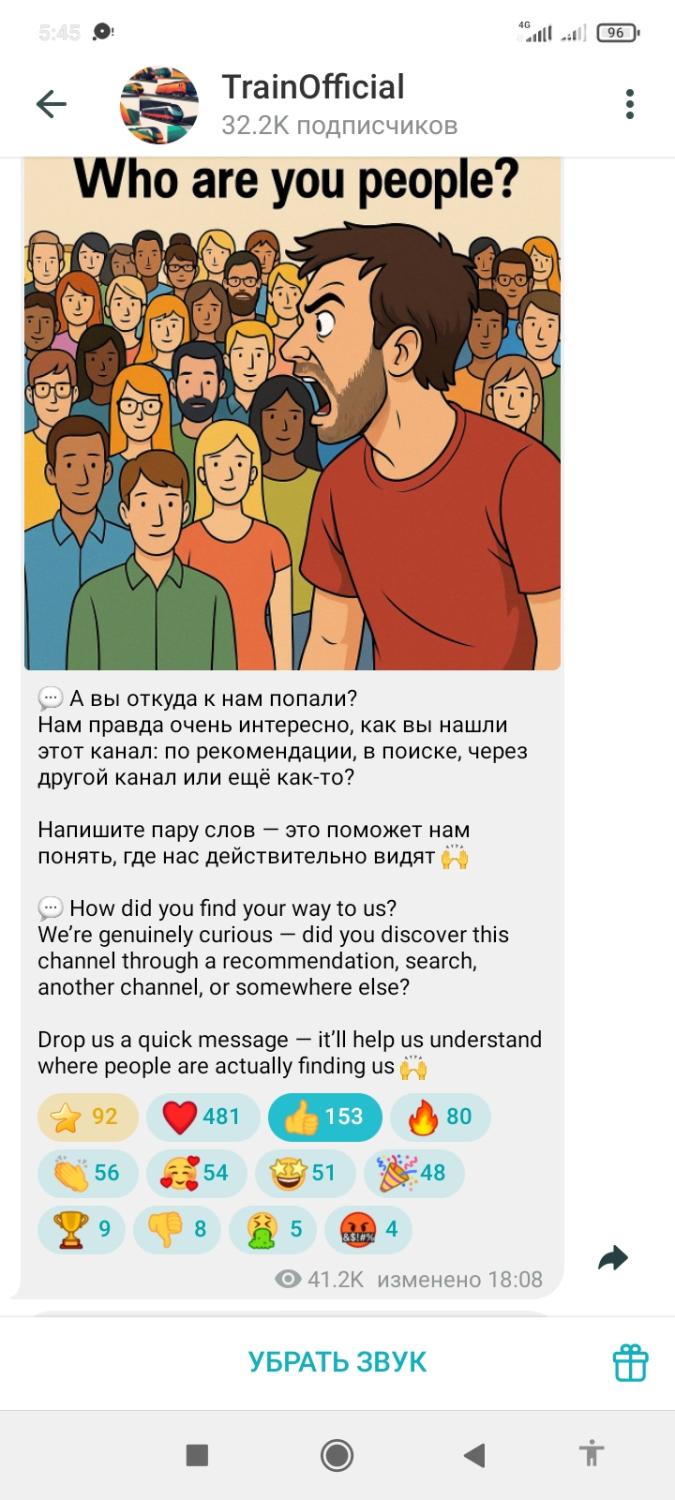 5:45
4G
96
TrainOfficial
32.2K подписчиков
Who are you people?
💬 А вы откуда к нам попали?
Нам правда очень интересно, как вы нашли
этот канал: по рекомендации, в поиске, через
другой канал или ещё как-то?
Напишите пару слов — это поможет нам
понять, где нас действительно видят 🙌
💬 How did you find your way to us?
We’re genuinely curious — did you discover this
channel through a recommendation, search,
another channel, or somewhere else?
Drop us a quick message — it’ll help us understand
where people are actually finding us 🙌
⭐ 92 ❤️ 481 👍 153 🔥 80
👏 56 🥰 54 🤩 51 🎉 48
🏆 9 👎 8 🤮 5 🤬 4
41.2K изменено 18:08
УБРАТЬ ЗВУК